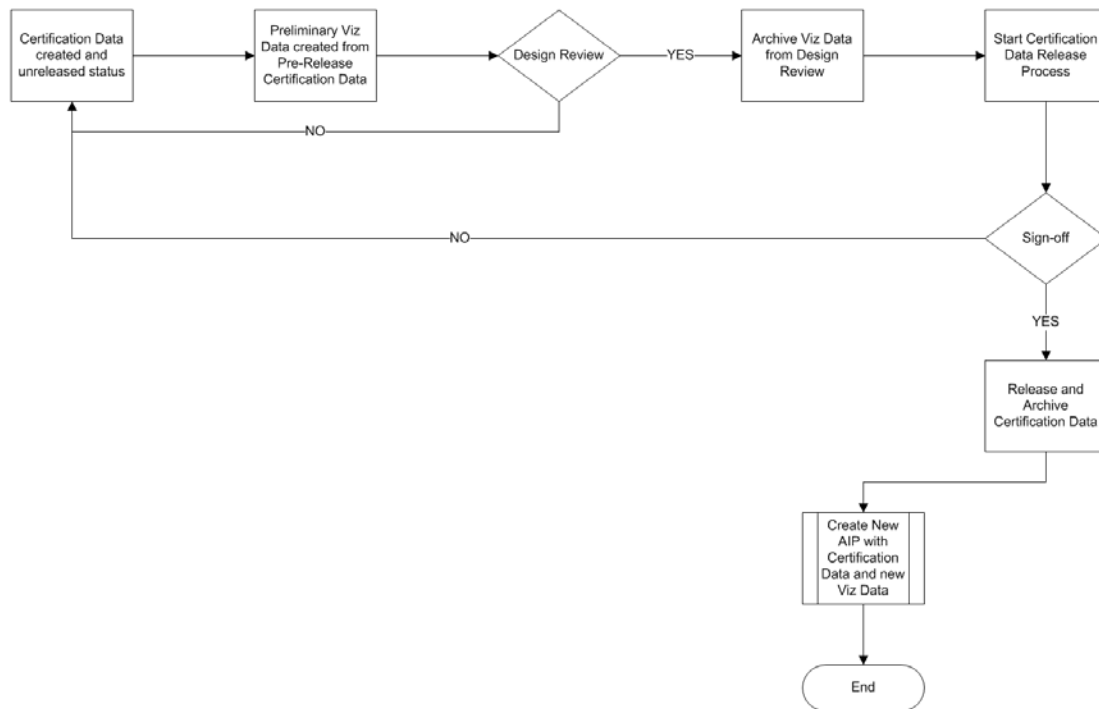 Certification Data
created and
unreleased status
Preliminary Viz
Data created from
Pre-Release
Certification Data
Design Review
YES
Archive Viz Data
from Design
Review
Start Certification
Data Release
Process
NO
NO
Sign-off
YES
Release and
Archive
Certification Data
Create New
AIP with
Certification
Data and new
Viz Data
End